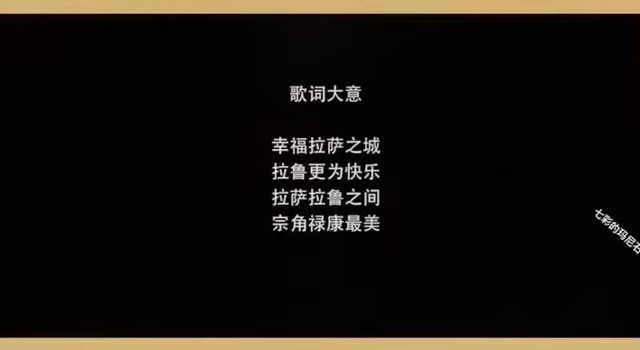 歌词大意
幸福拉萨之城
拉鲁更为快乐
拉萨拉鲁之间
宗角禄康最美
七彩的玛尼石